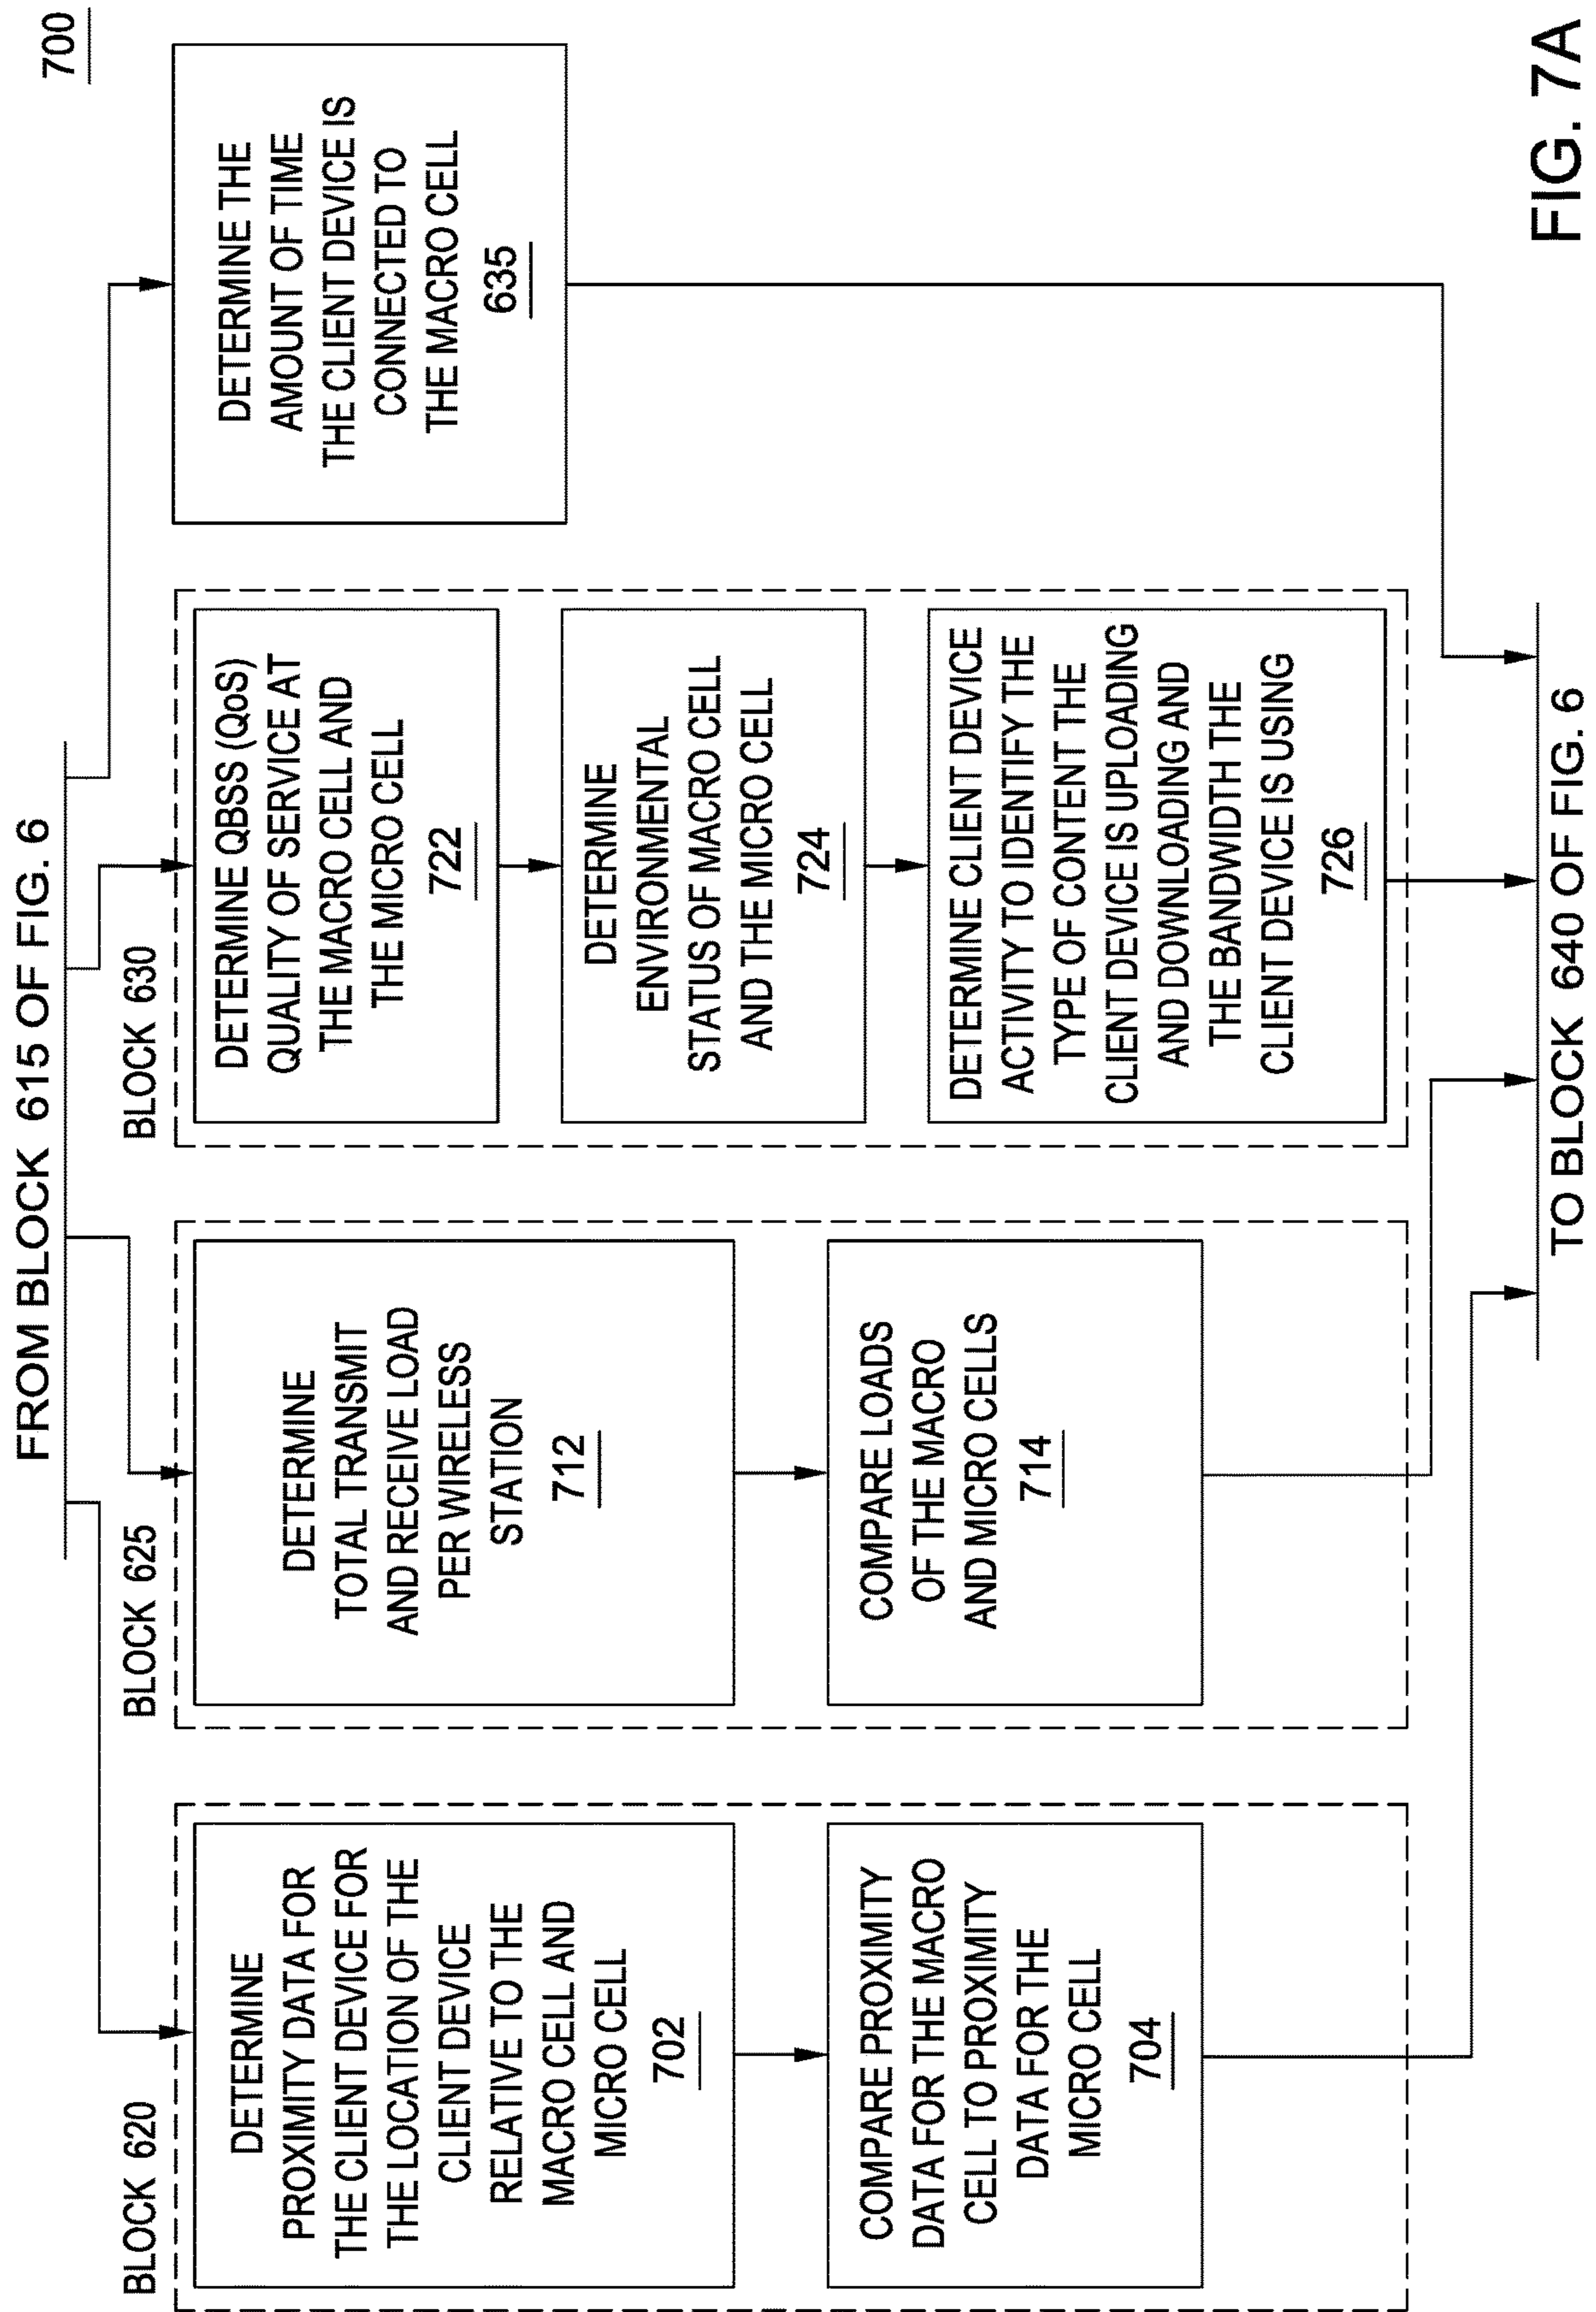 700
FROM BLOCK 615 OF FIG. 6
BLOCK 620
DETERMINE
PROXIMITY DATA FOR
THE CLIENT DEVICE FOR
THE LOCATION OF THE
CLIENT DEVICE
RELATIVE TO THE
MACRO CELL AND
MICRO CELL
702
COMPARE PROXIMITY
DATA FOR THE MACRO
CELL TO PROXIMITY
DATA FOR THE
MICRO CELL
704
BLOCK 625
DETERMINE
TOTAL TRANSMIT
AND RECEIVE LOAD
PER WIRELESS
STATION
712
COMPARE LOADS
OF THE MACRO
AND MICRO CELLS
714
BLOCK 630
DETERMINE QBSS (QoS)
QUALITY OF SERVICE AT
THE MACRO CELL AND
THE MICRO CELL
722
DETERMINE
ENVIRONMENTAL
STATUS OF MACRO CELL
AND THE MICRO CELL
724
DETERMINE CLIENT DEVICE
ACTIVITY TO IDENTIFY THE
TYPE OF CONTENT THE
CLIENT DEVICE IS UPLOADING
AND DOWNLOADING AND
THE BANDWIDTH THE
CLIENT DEVICE IS USING
726
DETERMINE THE
AMOUNT OF TIME
THE CLIENT DEVICE IS
CONNECTED TO
THE MACRO CELL
635
TO BLOCK 640 OF FIG. 6
FIG. 7A